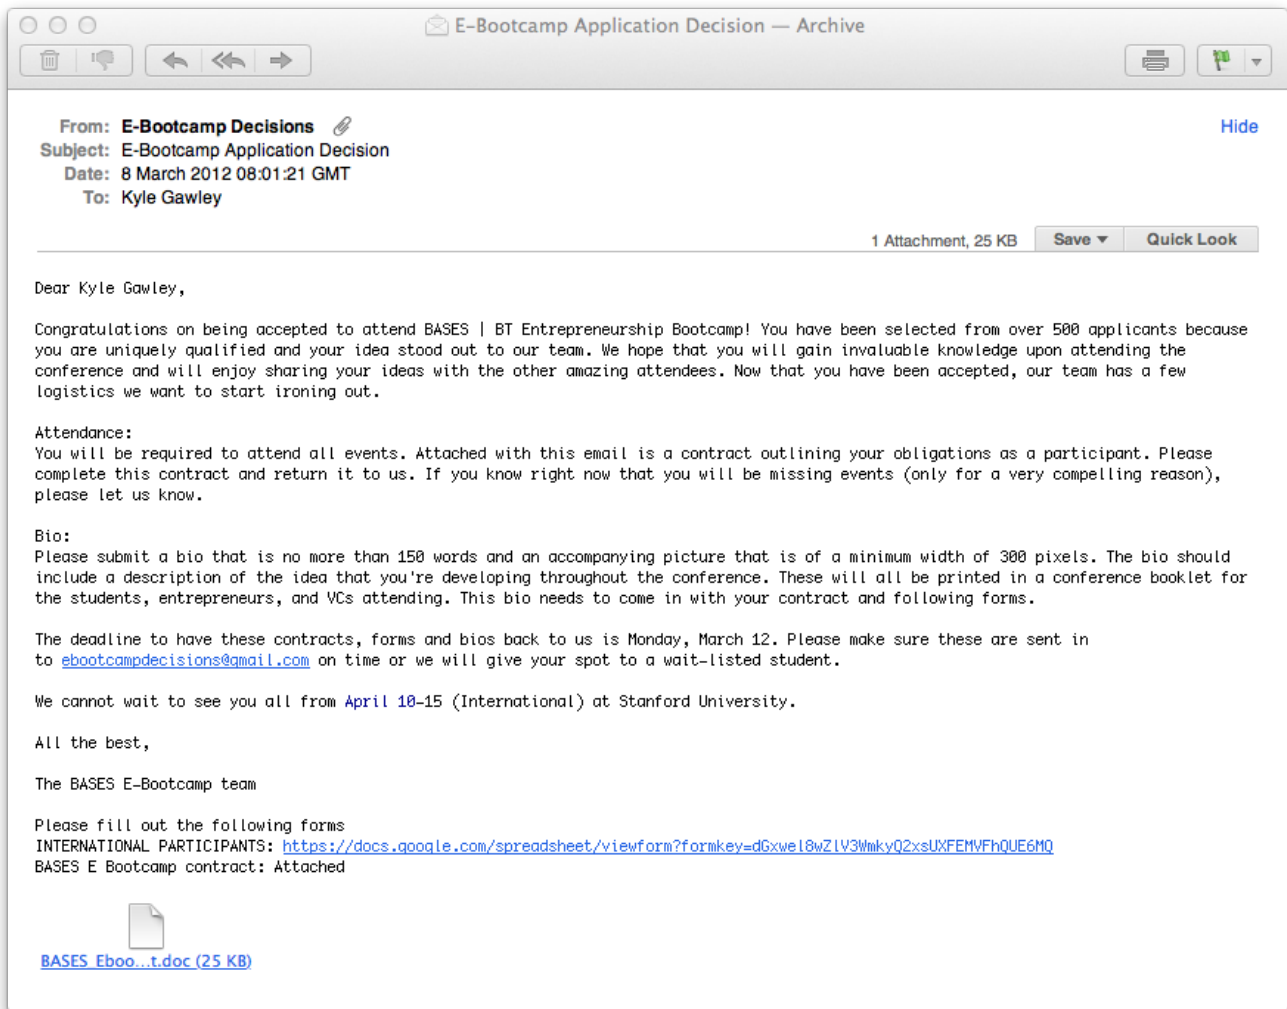 E-Bootcamp Application Decision — Archive
From: E-Bootcamp Decisions
Hide
Subject: E-Bootcamp Application Decision
Date: 8 March 2012 08:01:21 GMT
To: Kyle Gawley
1 Attachment, 25 KB
Save
Quick Look
Dear Kyle Gawley,
Congratulations on being accepted to attend BASES | BT Entrepreneurship Bootcamp! You have been selected from over 500 applicants because
you are uniquely qualified and your idea stood out to our team. We hope that you will gain invaluable knowledge upon attending the
conference and will enjoy sharing your ideas with the other amazing attendees. Now that you have been accepted, our team has a few
logistics we want to start ironing out.
Attendance:
You will be required to attend all events. Attached with this email is a contract outlining your obligations as a participant. Please
complete this contract and return it to us. If you know right now that you will be missing events (only for a very compelling reason),
please let us know.
Bio:
Please submit a bio that is no more than 150 words and an accompanying picture that is of a minimum width of 300 pixels. The bio should
include a description of the idea that you're developing throughout the conference. These will all be printed in a conference booklet for
the students, entrepreneurs, and VCs attending. This bio needs to come in with your contract and following forms.
The deadline to have these contracts, forms and bios back to us is Monday, March 12. Please make sure these are sent in
to ebootcampdecisions@gmail.com on time or we will give your spot to a wait-listed student.
We cannot wait to see you all from April 10-15 (International) at Stanford University.
All the best,
The BASES E-Bootcamp team
Please fill out the following forms
INTERNATIONAL PARTICIPANTS: https://docs.google.com/spreadsheet/viewform?formkey=dGxwel8wZlV3WmkyQ2xsUXFEMVFhQUE6MQ
BASES E Bootcamp contract: Attached
BASES Eboo...t.doc (25 KB)